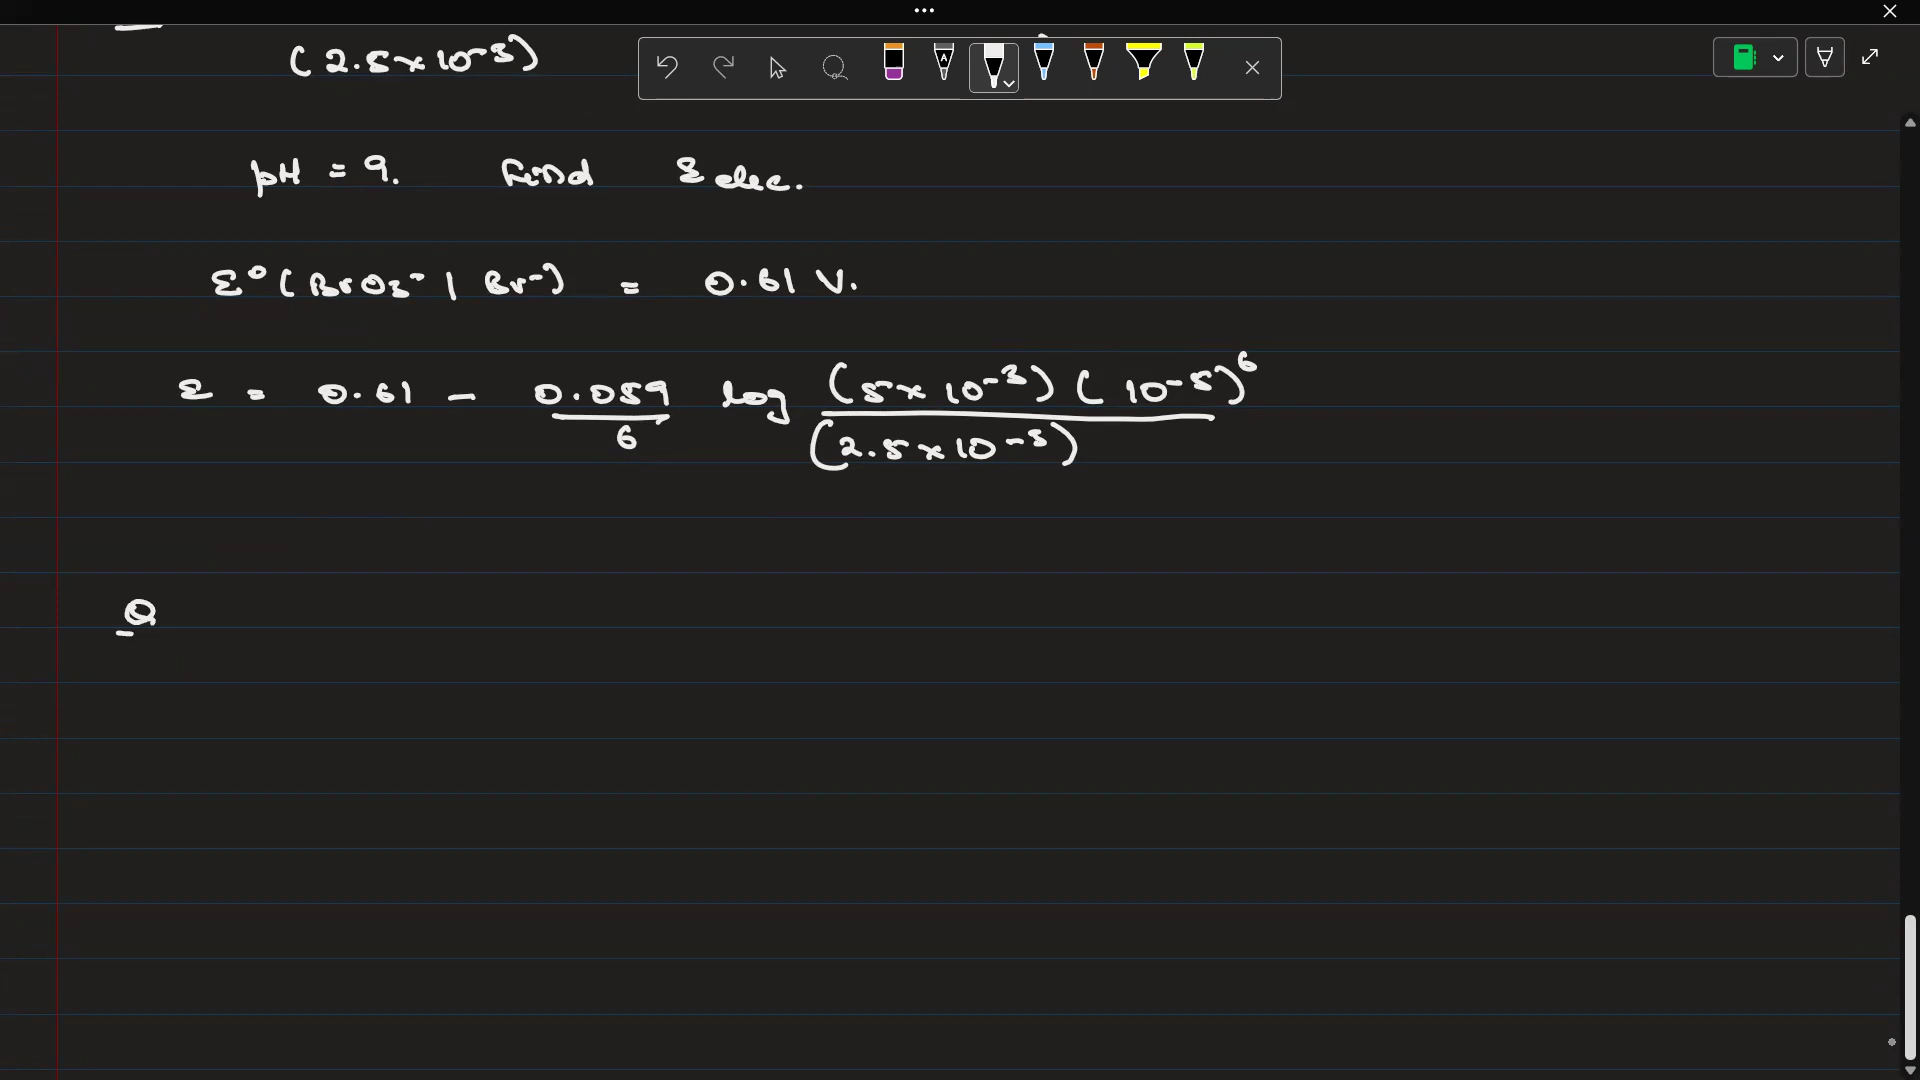 (2.5×10⁻³)
pH = 9. Find Ɛ elec.
Ɛ⁰(BrO₃⁻ | Br⁻) = 0.61 V.
Ɛ = 0.61 - 0.059/6 log (5×10⁻³)(10⁻⁵)⁶/(2.5×10⁻³)
Q